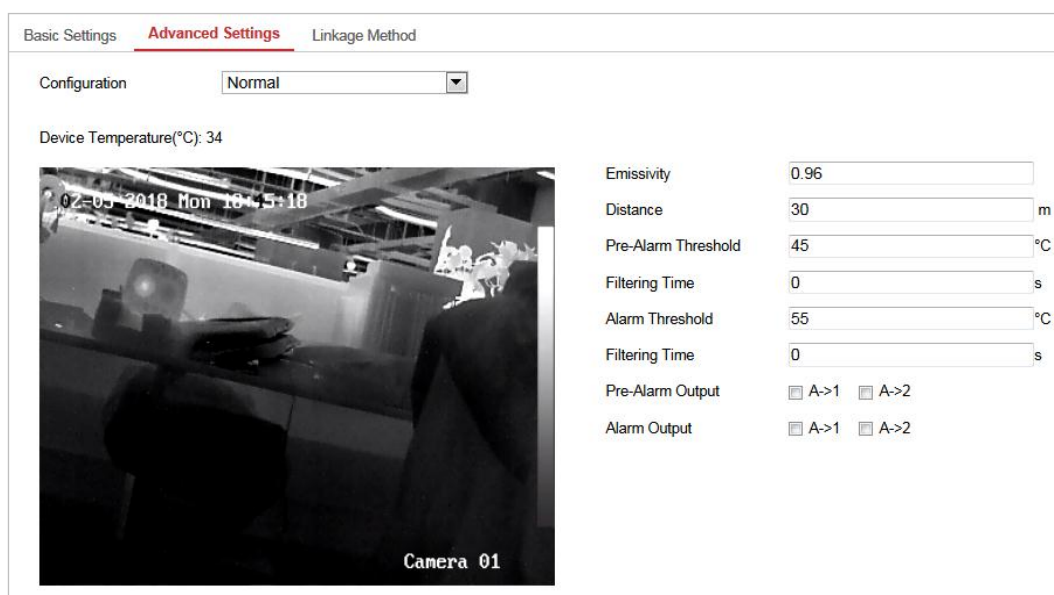 Basic Settings Advanced Settings Linkage Method
Configuration Normal
Device Temperature(°C): 34
02-05-2018 Mon
Camera 01
Emissivity 0.96
Distance 30 m
Pre-Alarm Threshold 45 °C
Filtering Time 0 s
Alarm Threshold 55 °C
Filtering Time 0 s
Pre-Alarm Output A->1 A->2
Alarm Output A->1 A->2